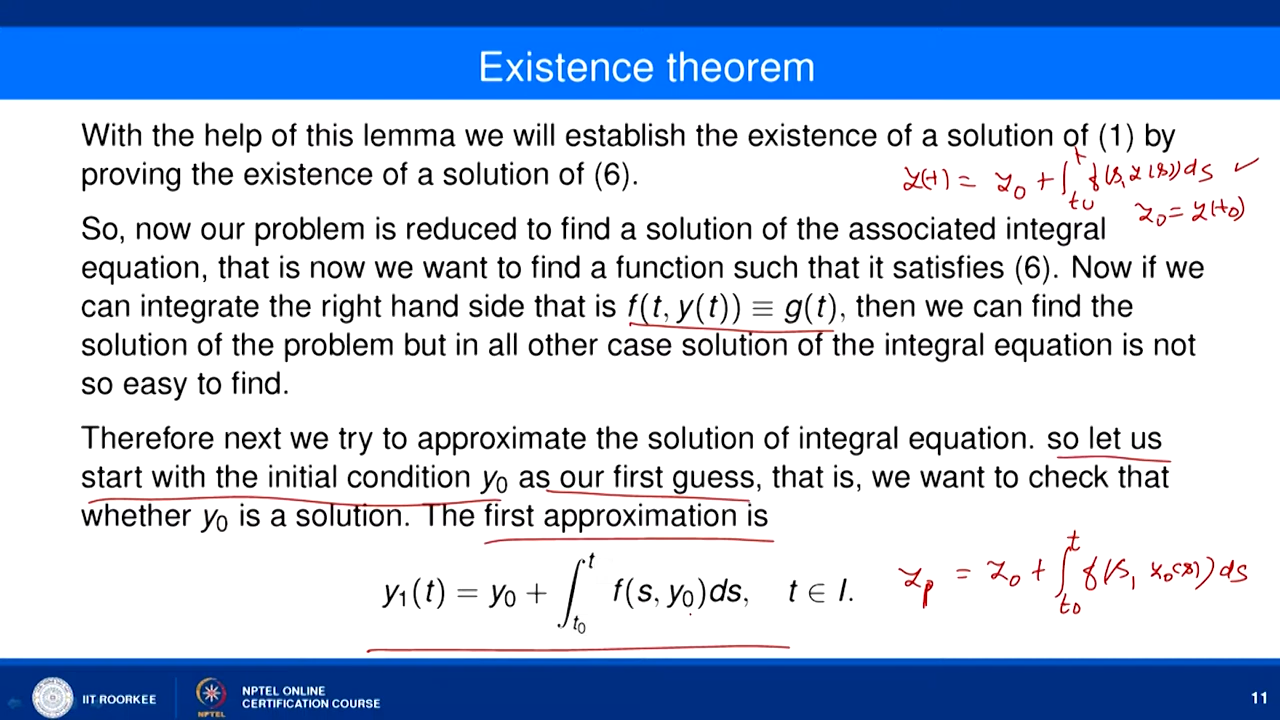 Existence theorem
With the help of this lemma we will establish the existence of a solution of (1) by
proving the existence of a solution of (6).
y(t) = y₀ + ∫_{t₀}^{t} f(s, y(s)) ds ✓
y₀ = y(t₀)
So, now our problem is reduced to find a solution of the associated integral
equation, that is now we want to find a function such that it satisfies (6). Now if we
can integrate the right hand side that is f(t, y(t)) ≡ g(t), then we can find the
solution of the problem but in all other case solution of the integral equation is not
so easy to find.
Therefore next we try to approximate the solution of integral equation. so let us
start with the initial condition y₀ as our first guess, that is, we want to check that
whether y₀ is a solution. The first approximation is
y₁(t) = y₀ + ∫_{t₀}^{t} f(s, y₀)ds, t ∈ I.
y_p = y₀ + ∫_{t₀}^{t} f(s, y₀(s)) ds
IIT ROORKEE
NPTEL
NPTEL ONLINE
CERTIFICATION COURSE
11